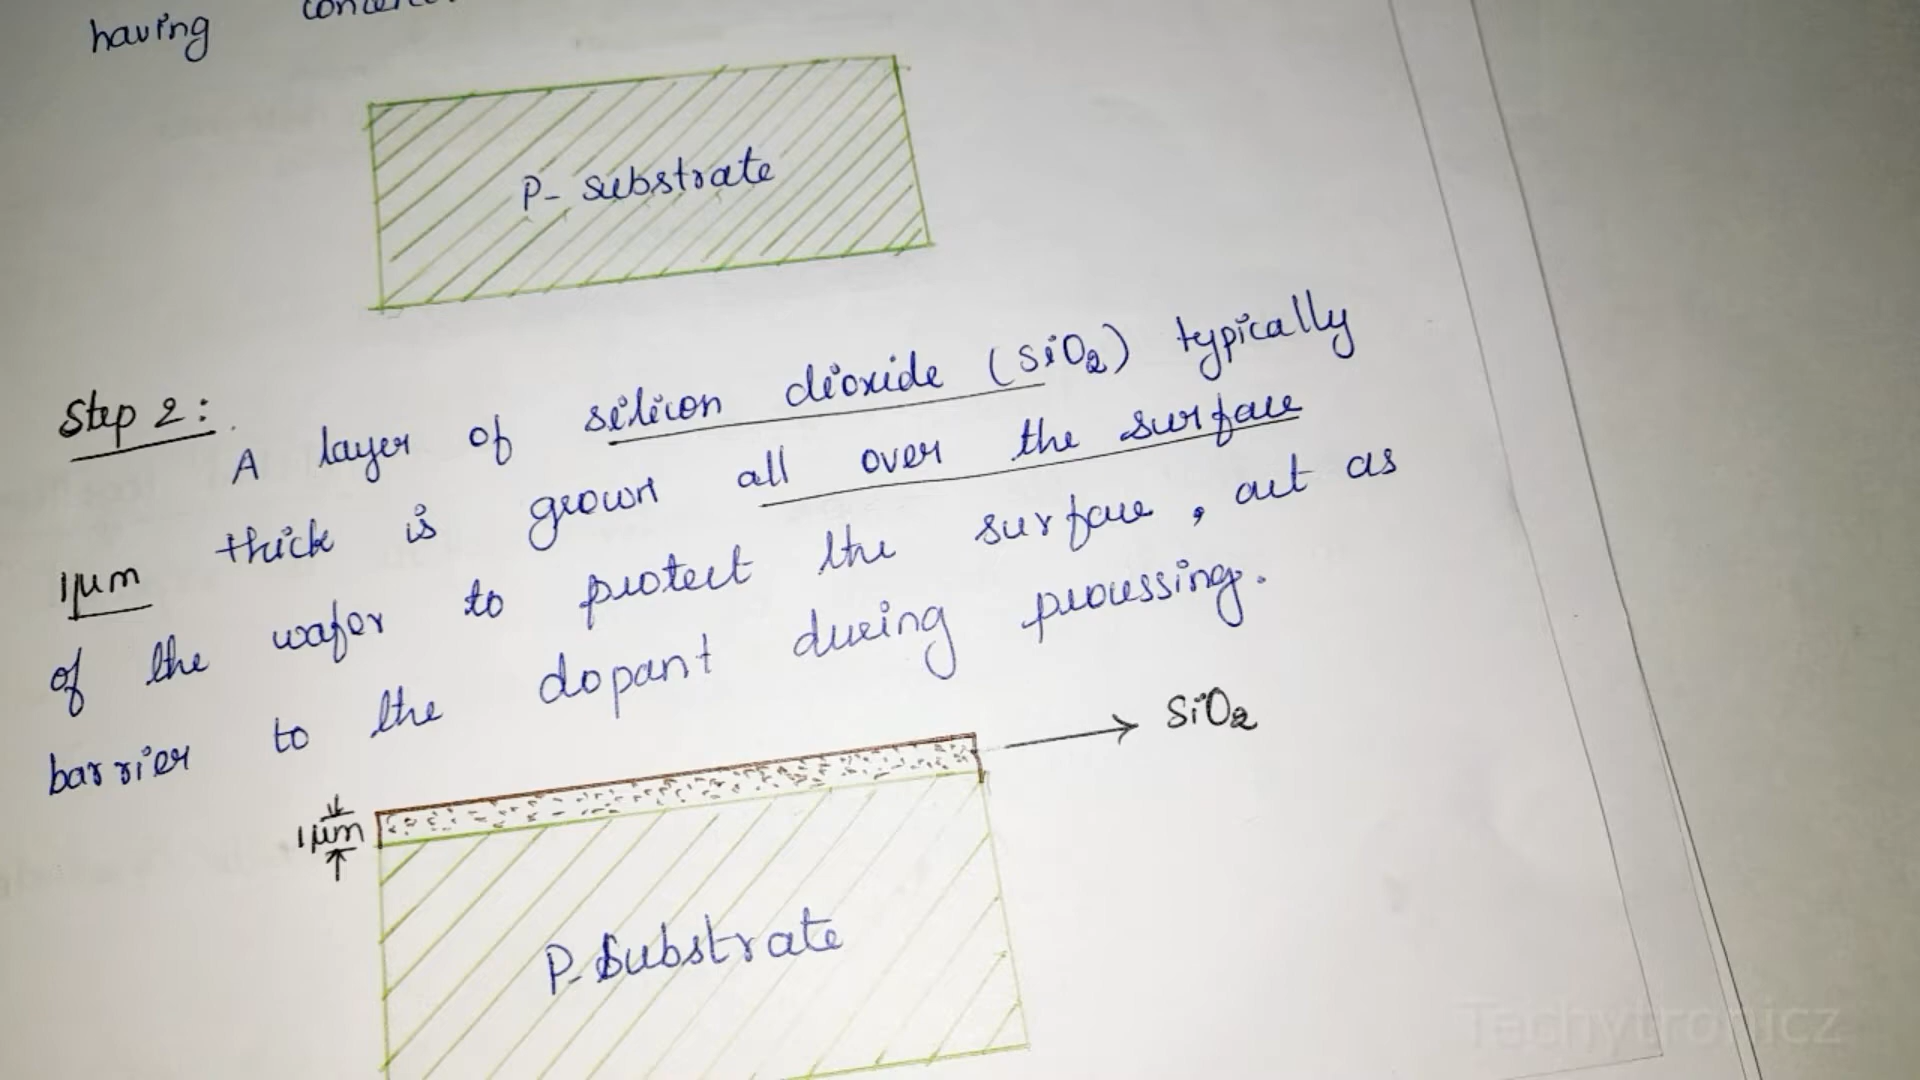 having
P- substrate
Step 2:
A layer of silicon dioxide (SiO2) typically
1μm thick is grown all over the surface
of the wafer to protect the surface, act as
barrier to the dopant during processing.
SiO2
1μm
P-Substrate
Techytronicz